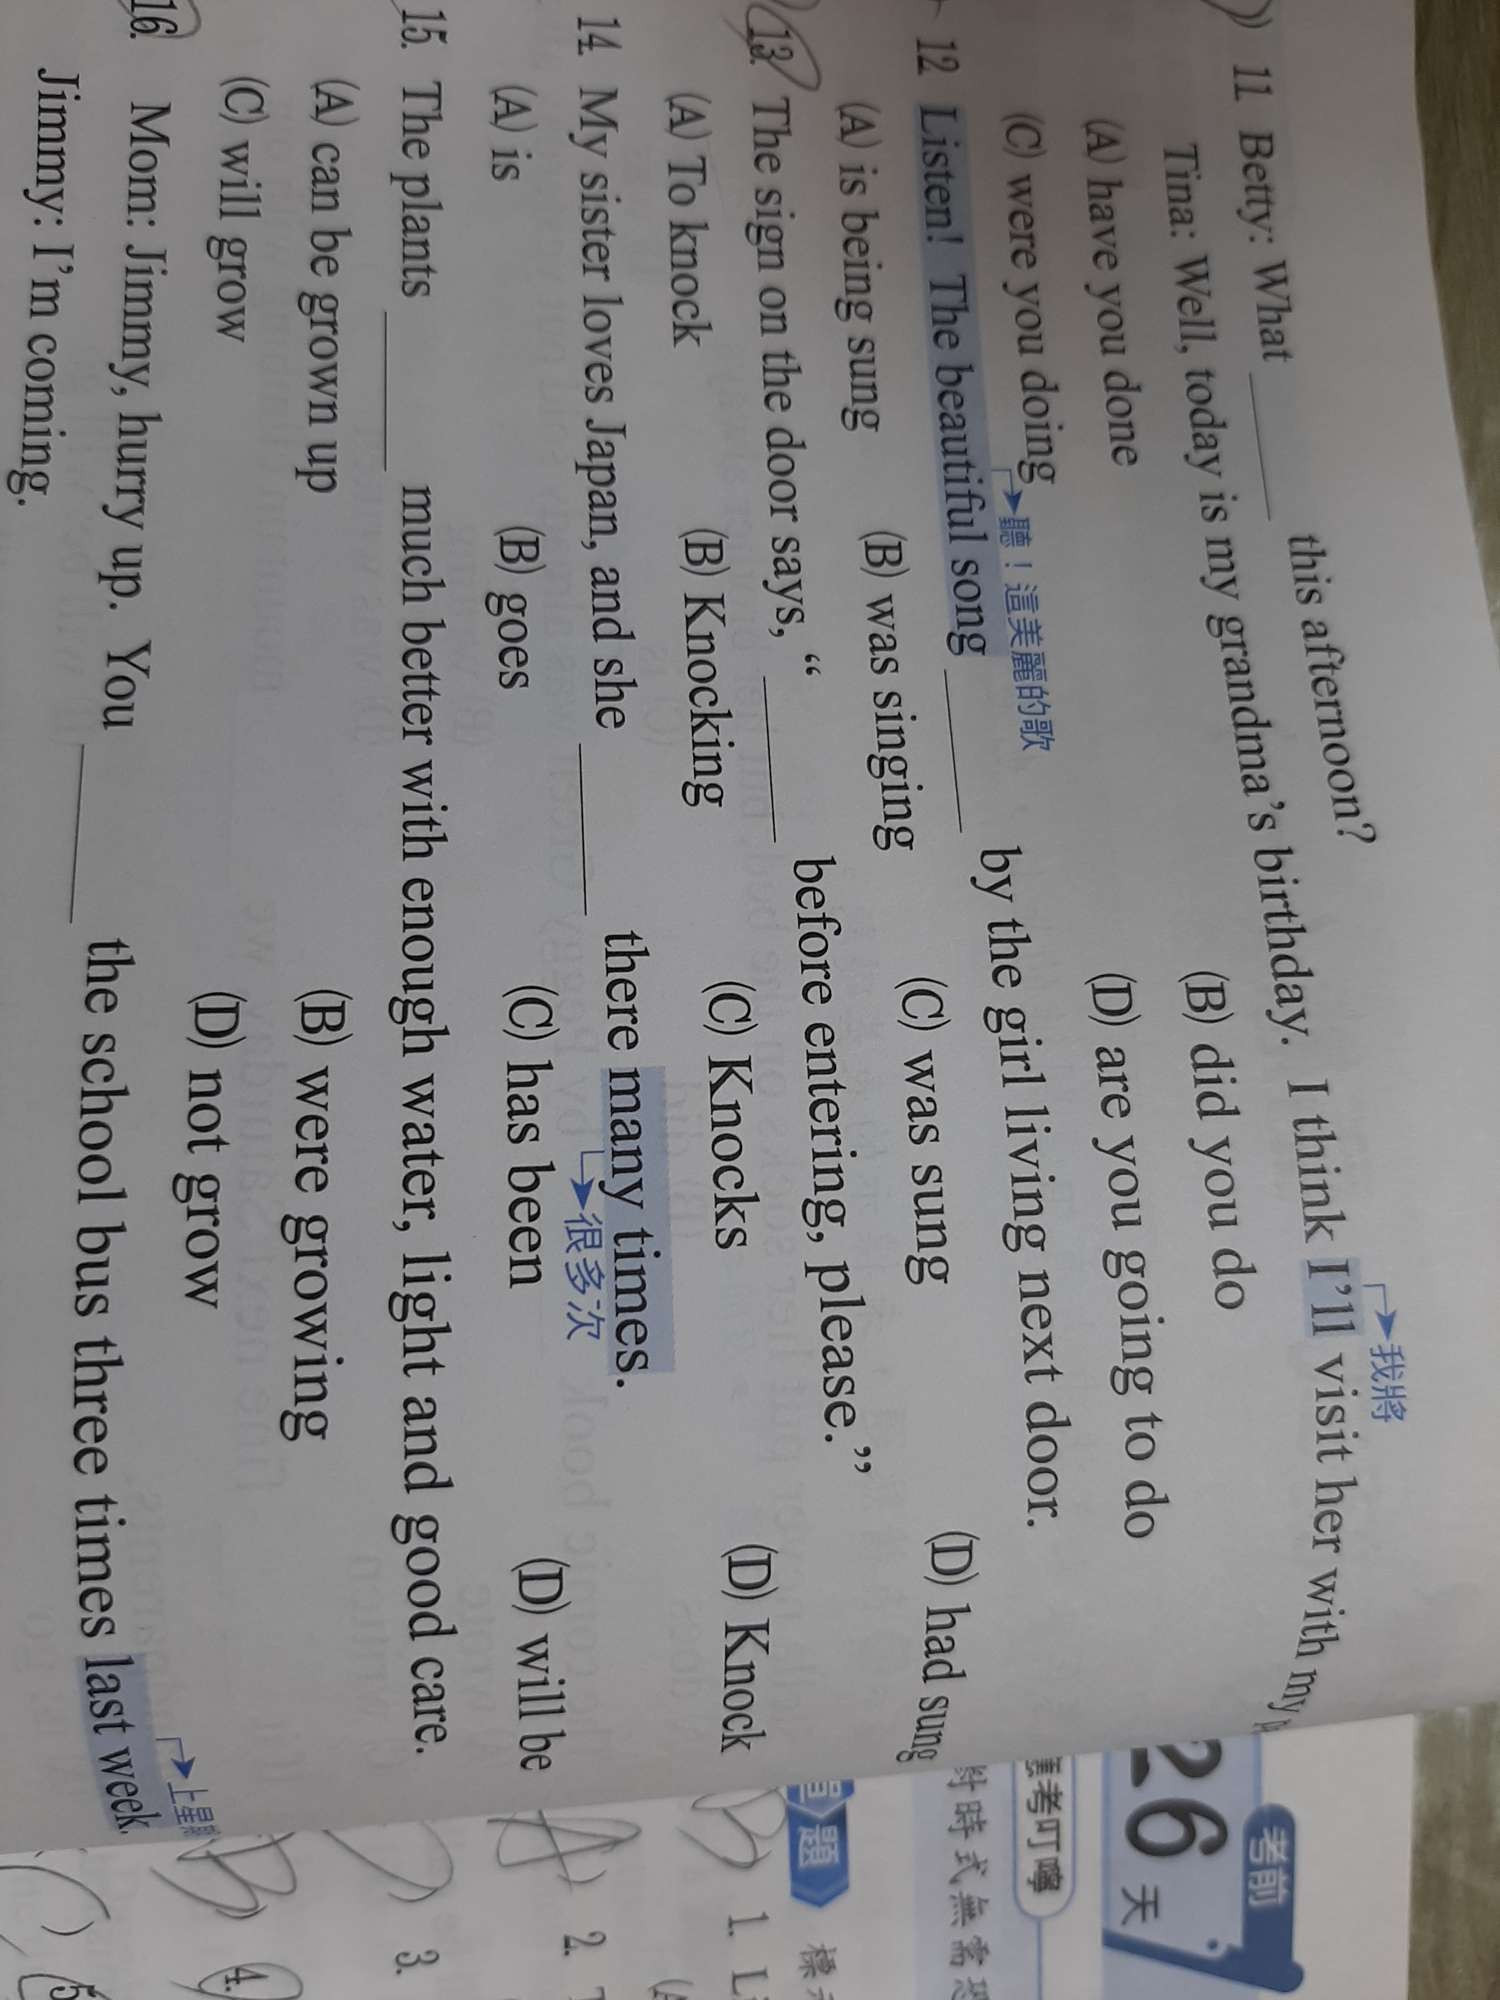 11. Betty: What ______ this afternoon?
Tina: Well, today is my grandma's birthday. I think I'll visit her with my
我將
(A) have you done (B) did you do
(C) were you doing (D) are you going to do
聽！這美麗的歌
12. Listen! The beautiful song ______ by the girl living next door.
(A) is being sung (B) was singing (C) was sung (D) had sung
13. The sign on the door says, “ ______ before entering, please.”
(A) To knock (B) Knocking (C) Knocks (D) Knock
14. My sister loves Japan, and she ______ there many times.
很多次
(A) is (B) goes (C) has been (D) will be
15. The plants ______ much better with enough water, light and good care.
(A) can be grown up (B) were growing
(C) will grow (D) not grow
上星期
16. Mom: Jimmy, hurry up. You ______ the school bus three times last week.
Jimmy: I'm coming.
考前
26 天
考叮嚀
時式無需
題
B 1. L
A 2.
3.
B 4.
C 5